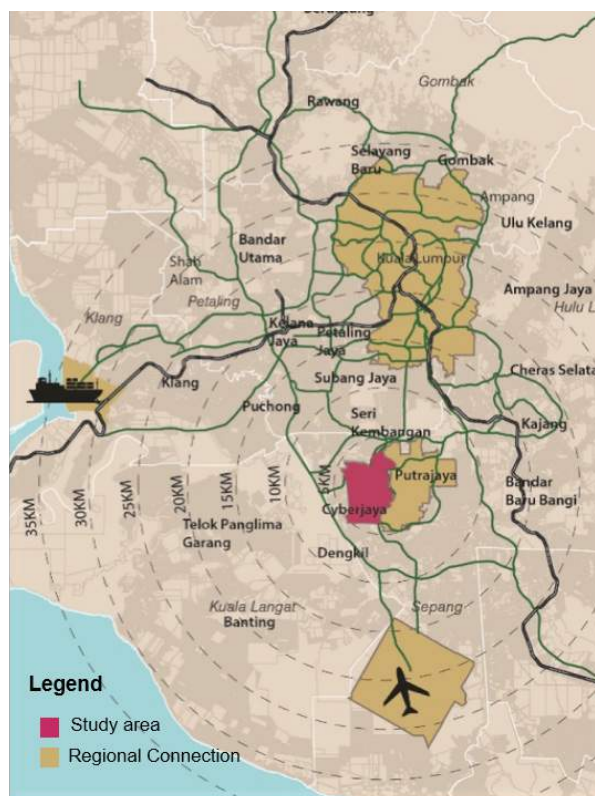 Gombak
Rawang
Selayang
Baru
Gombak
Ampang
Ulu Kelang
Bandar
Utama
Kuala Lumpur
Shah
Alam
Ampang Jaya
Hulu L
Petaling
Klang
Kelana
Jaya
Petaling
Jaya
Cheras Selata
Klang
Subang Jaya
Puchong
Seri
Kembangan
Kajang
35KM
30KM
25KM
20KM
15KM
10KM
5KM
Putrajaya
Bandar
Baru Bangi
Cyberjaya
Telok Panglima
Garang
Dengkil
Kuala Langat
Banting
Sepang
Legend
Study area
Regional Connection